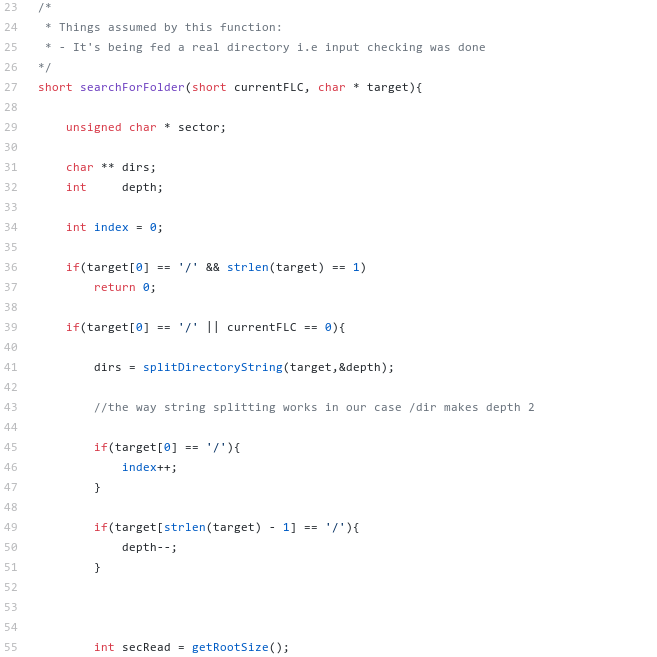 23 /*
24  * Things assumed by this function:
25  * - It's being fed a real directory i.e input checking was done
26 */
27 short searchForFolder(short currentFLC, char * target){
28
29     unsigned char * sector;
30
31     char ** dirs;
32     int     depth;
33
34     int index = 0;
35
36     if(target[0] == '/' && strlen(target) == 1)
37         return 0;
38
39     if(target[0] == '/' || currentFLC == 0){
40
41         dirs = splitDirectoryString(target,&depth);
42
43         //the way string splitting works in our case /dir makes depth 2
44
45         if(target[0] == '/'){
46             index++;
47         }
48
49         if(target[strlen(target) - 1] == '/'){
50             depth--;
51         }
52
53
54
55         int secRead = getRootSize();